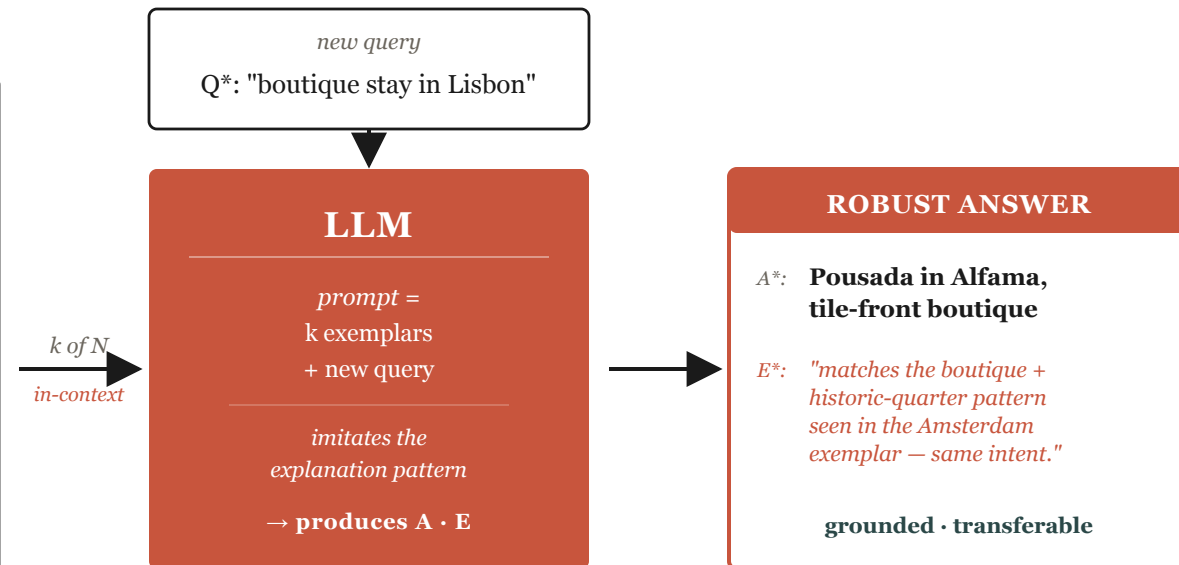 new query
Q*: "boutique stay in Lisbon"
k of N
in-context
LLM
prompt =
k exemplars
+ new query
imitates the
explanation pattern
→ produces A · E
ROBUST ANSWER
A*: Pousada in Alfama,
tile-front boutique
E*: "matches the boutique +
historic-quarter pattern
seen in the Amsterdam
exemplar — same intent."
grounded · transferable